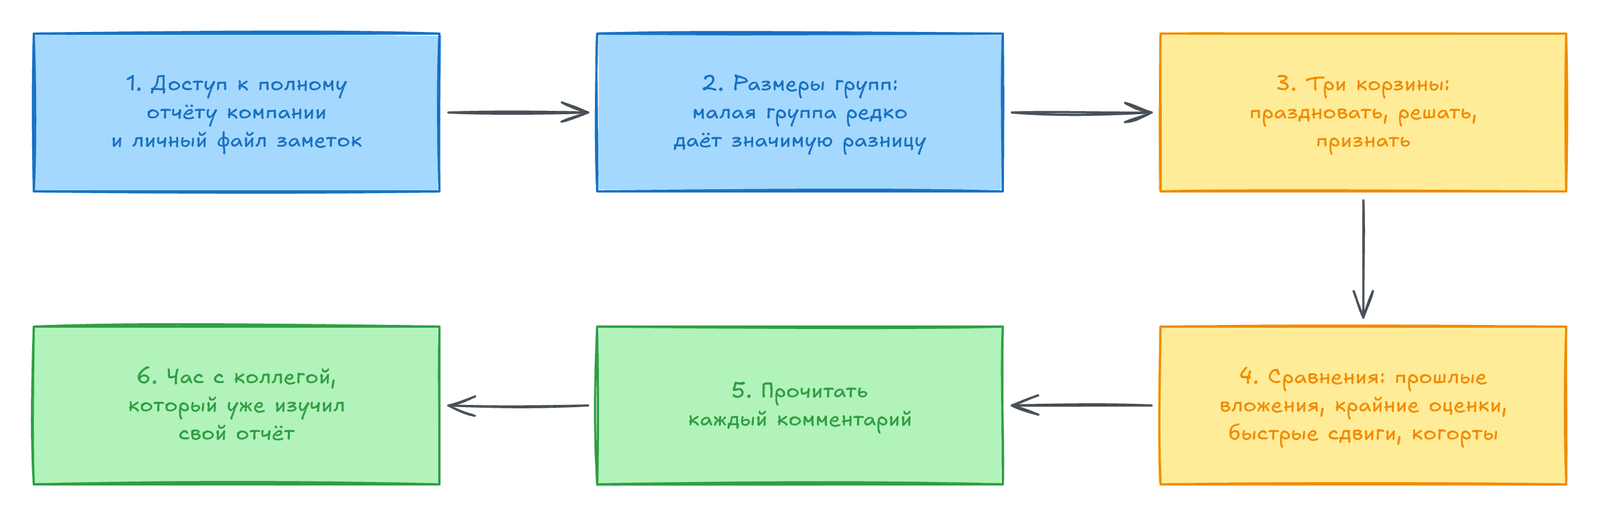 1. Доступ к полному
отчёту компании
и личный файл заметок
2. Размеры групп:
малая группа редко
даёт значимую разницу
3. Три корзины:
праздновать, решать,
признать
4. Сравнения: прошлые
вложения, крайние оценки,
быстрые сдвиги, когорты
5. Прочитать
каждый комментарий
6. Час с коллегой,
который уже изучил
свой отчёт